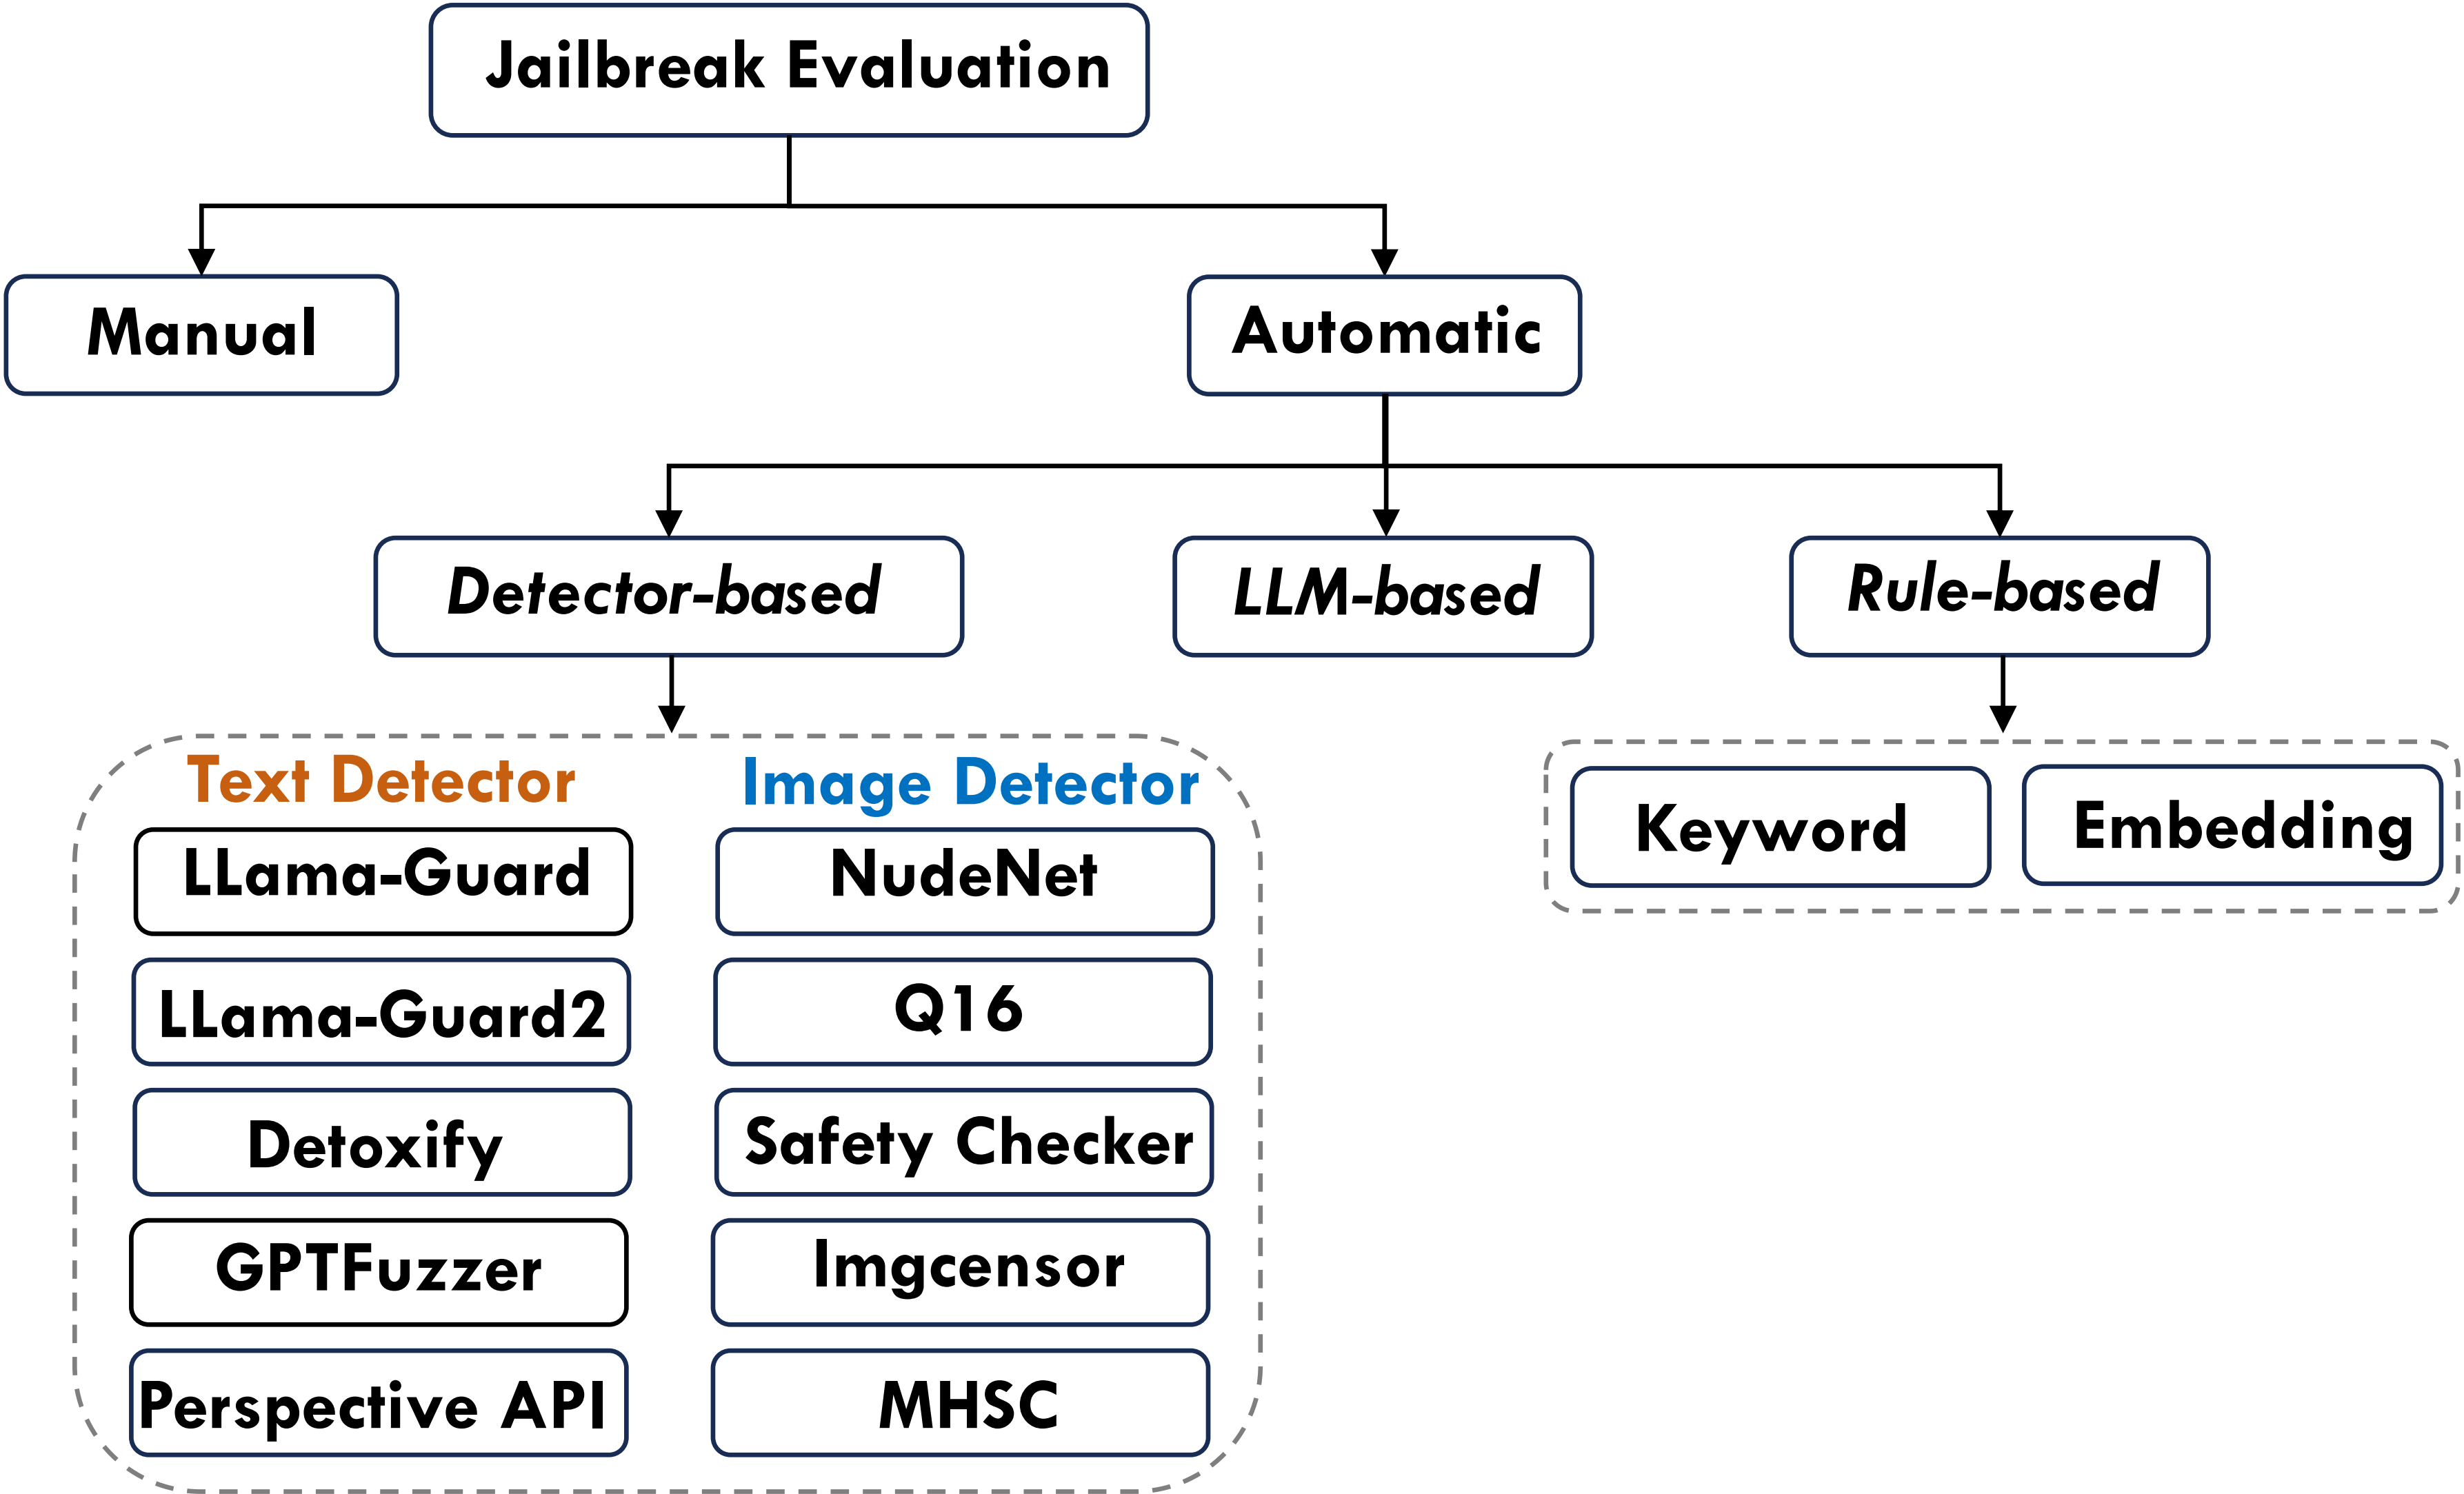 Jailbreak Evaluation
Manual
Automatic
Detector-based
LLM-based
Rule-based
Text Detector
LLama-Guard
LLama-Guard2
Detoxify
GPTFuzzer
Perspective API
Image Detector
NudeNet
Q16
Safety Checker
Imgcensor
MHSC
Keyword
Embedding